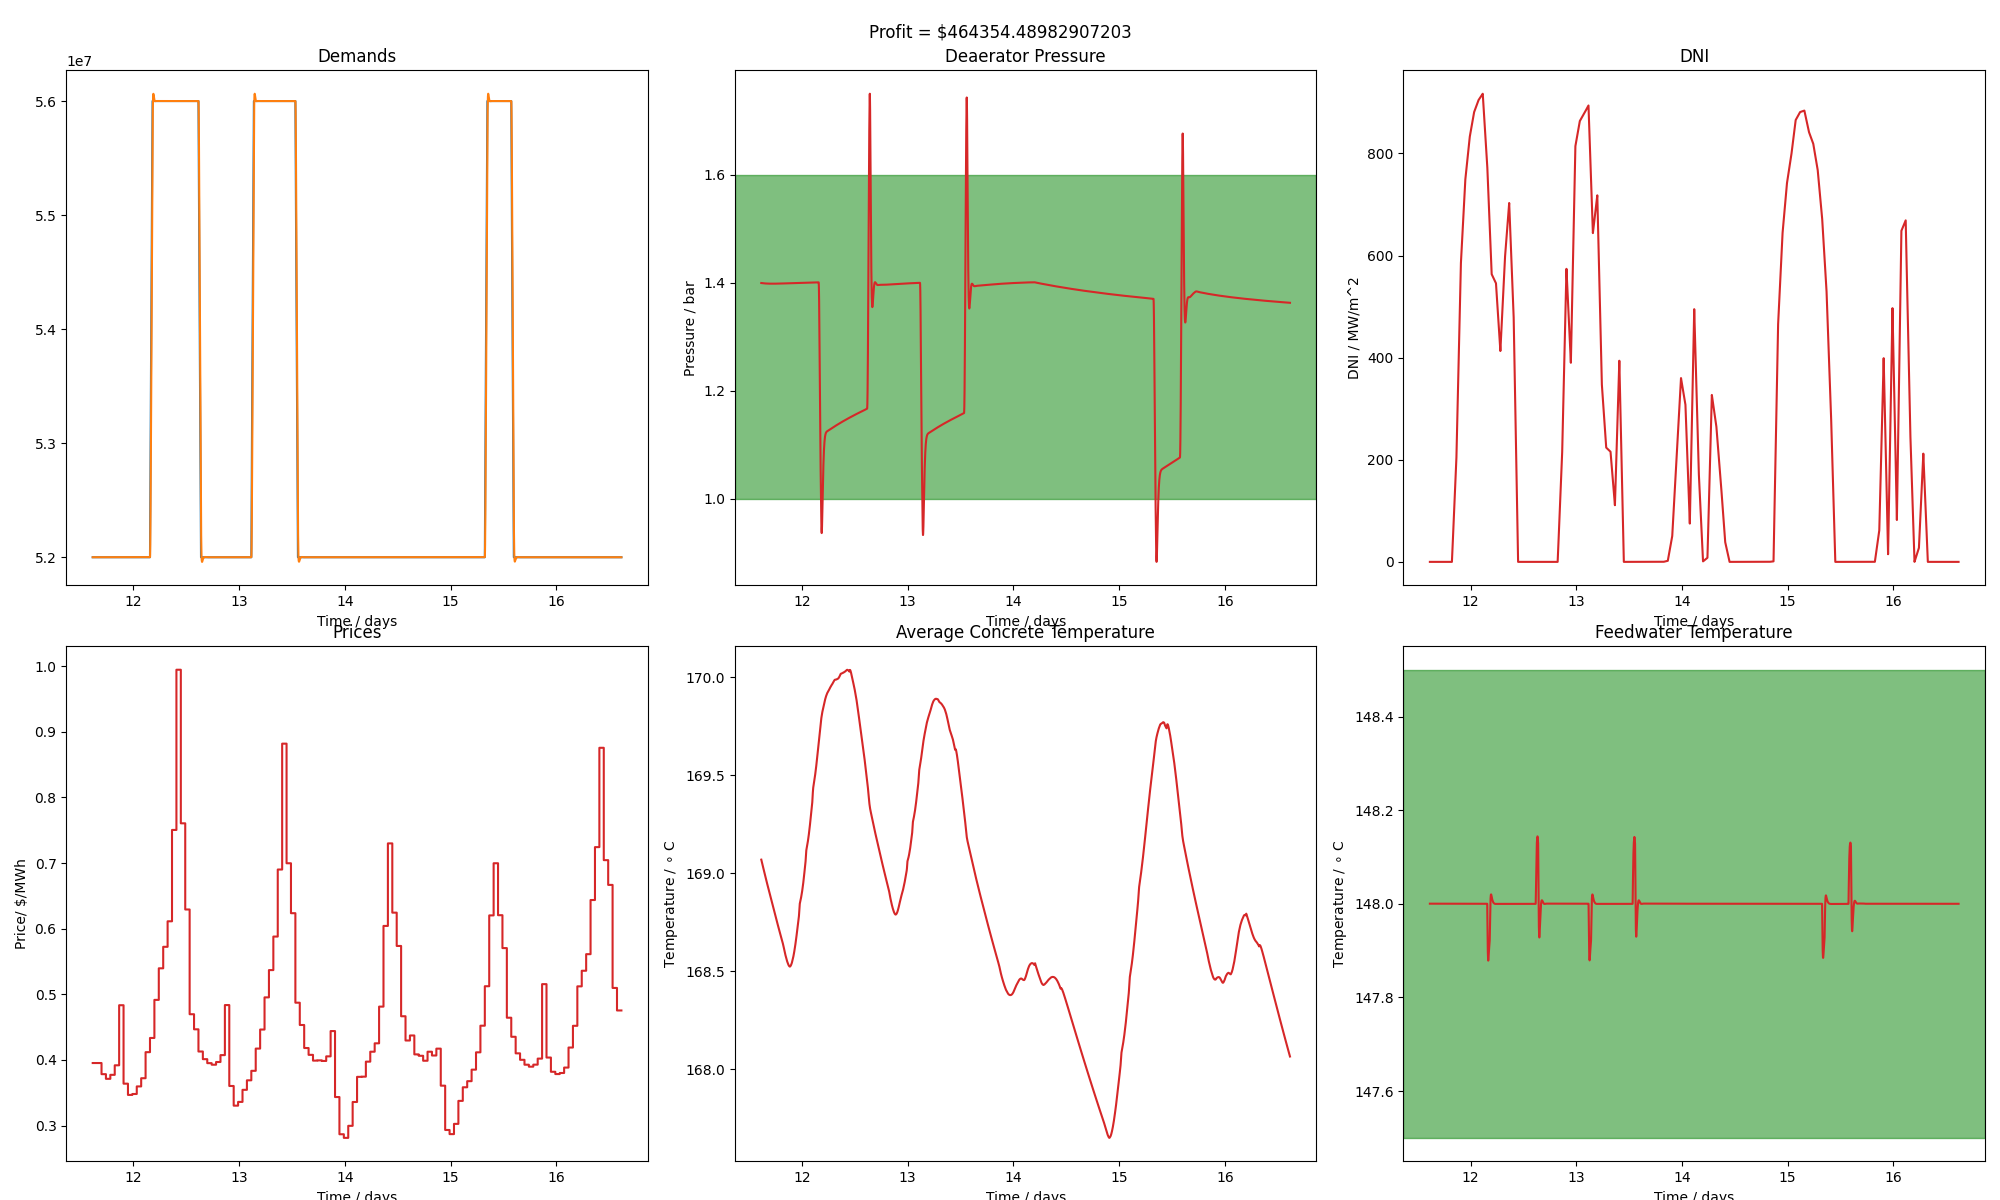 Profit = $464354.48982907203
Demands
1e7
5.6
5.5
5.4
5.3
5.2
12 13 14 15 16
Time / days
Deaerator Pressure
Pressure / bar
1.6
1.4
1.2
1.0
12 13 14 15 16
Time / days
DNI
DNI / MW/m^2
800
600
400
200
0
12 13 14 15 16
Time / days
Prices
Price/ $/MWh
1.0
0.9
0.8
0.7
0.6
0.5
0.4
0.3
12 13 14 15 16
Time / days
Average Concrete Temperature
Temperature / ∘ C
170.0
169.5
169.0
168.5
168.0
12 13 14 15 16
Time / days
Feedwater Temperature
Temperature / ∘ C
148.4
148.2
148.0
147.8
147.6
12 13 14 15 16
Time / days